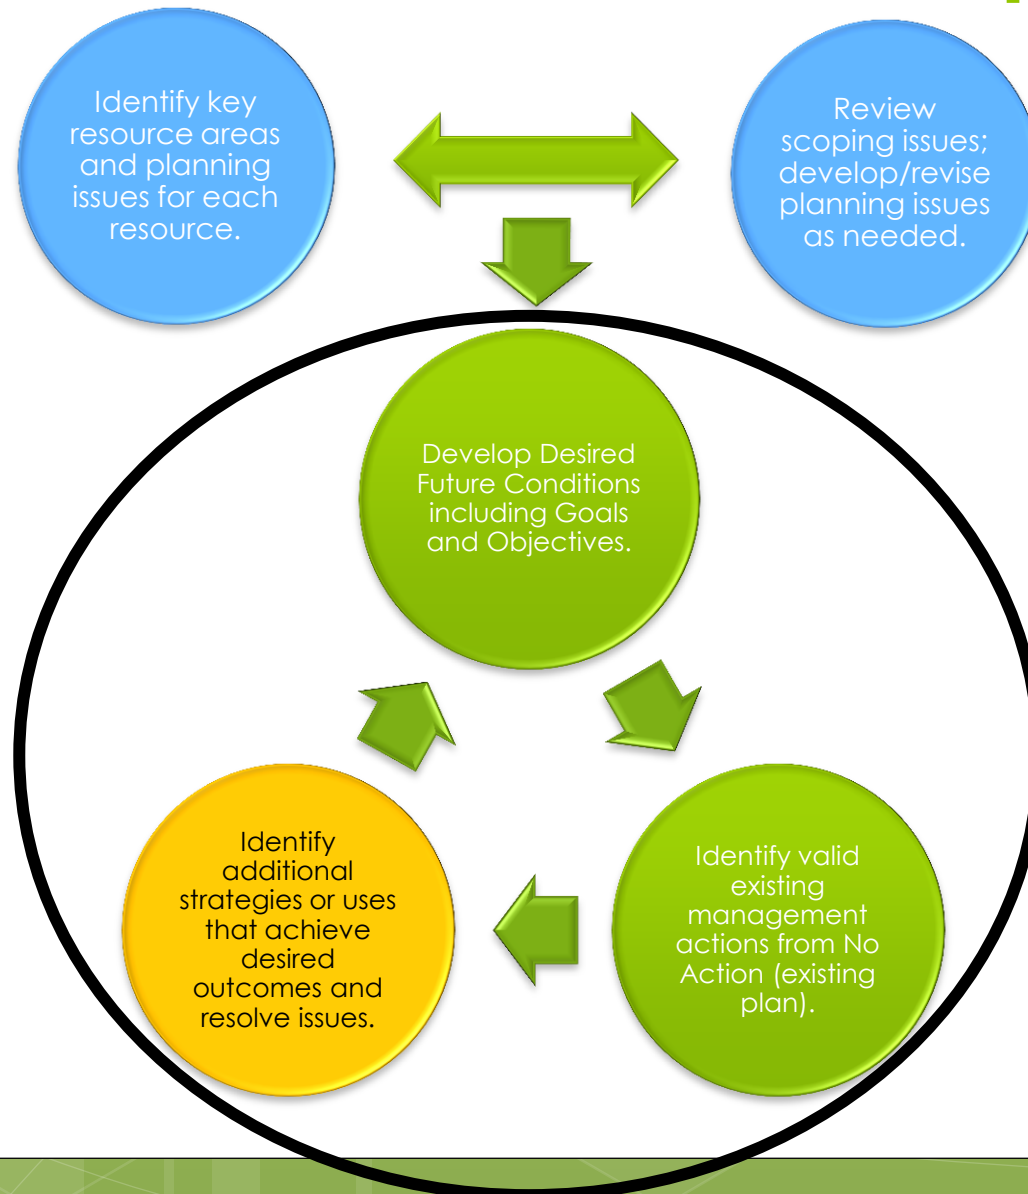 Identify key
resource areas
and planning
issues for each
resource.
Review
scoping issues;
develop/revise
planning issues
as needed.
Develop Desired
Future Conditions
including Goals
and Objectives.
Identify
additional
strategies or uses
that achieve
desired
outcomes and
resolve issues.
Identify valid
existing
management
actions from No
Action (existing
plan).